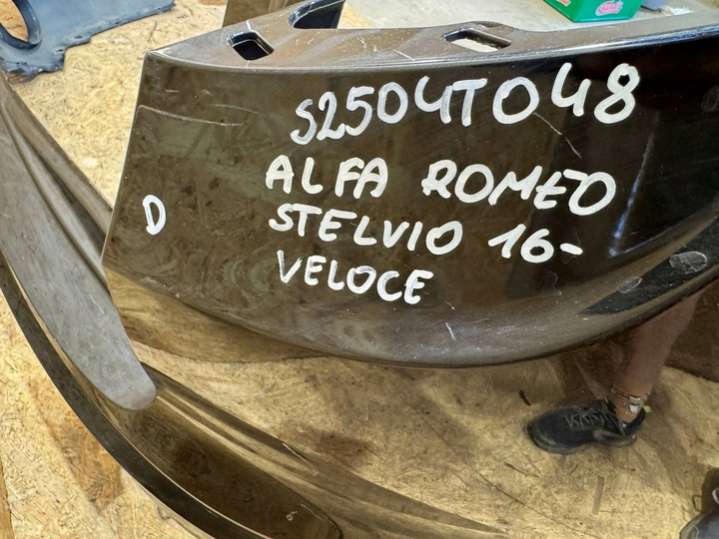 S2504T048
ALFA ROMEO
STELVIO 16-
VELOCE
D